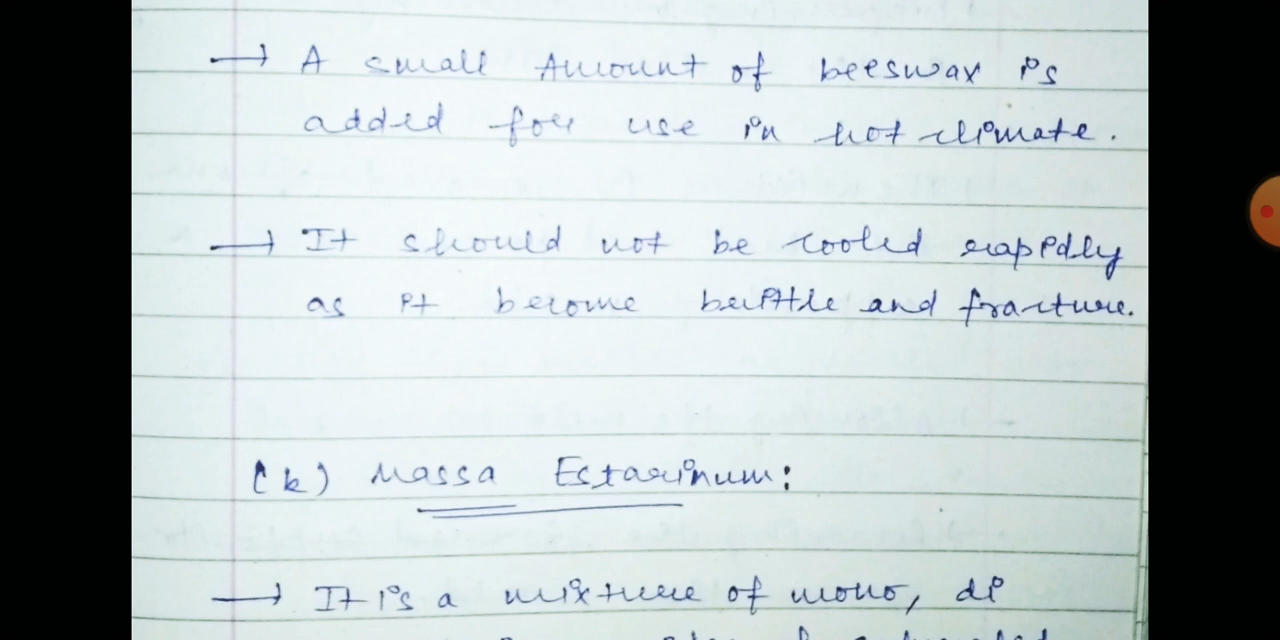 → A small Amount of beeswax is
added for use in hot climate.
→ It should not be cooled rapidly
as it become brittle and fracture.
(k) Massa Estarinum:
→ It is a mixture of mono, di